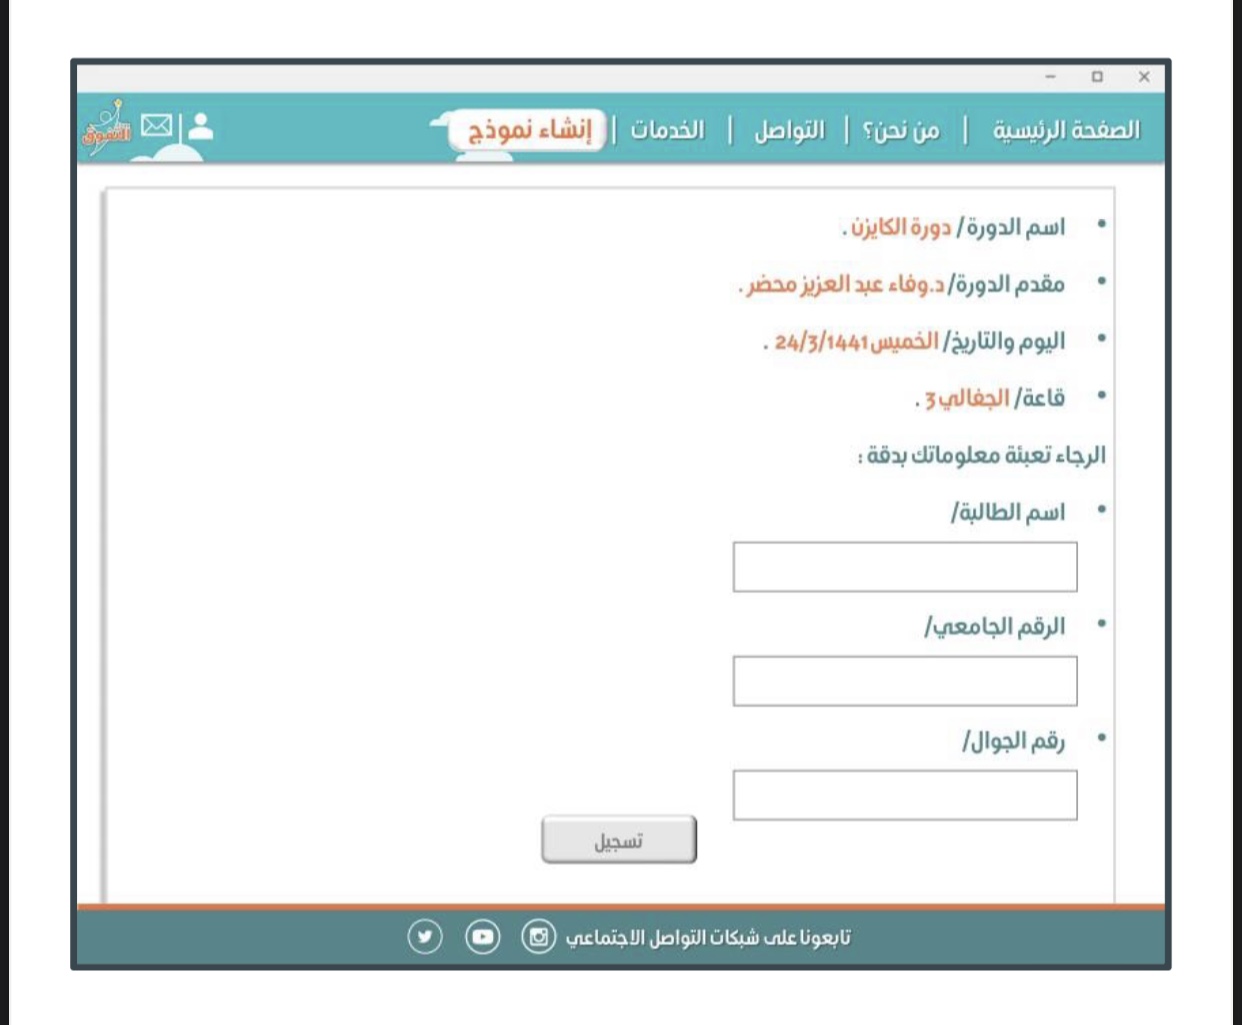 الصفحة الرئيسية | من نحن؟ | التواصل | الخدمات | إنشاء نموذج
التفوق
• اسم الدورة/ دورة الكايزن .
• مقدم الدورة/ د.وفاء عبد العزيز محضر .
• اليوم والتاريخ/ الخميس 24/3/1441 .
• قاعة/ الجفالي 3 .
الرجاء تعبئة معلوماتك بدقة :
• اسم الطالبة/
• الرقم الجامعي/
• رقم الجوال/
تسجيل
تابعونا على شبكات التواصل الاجتماعي